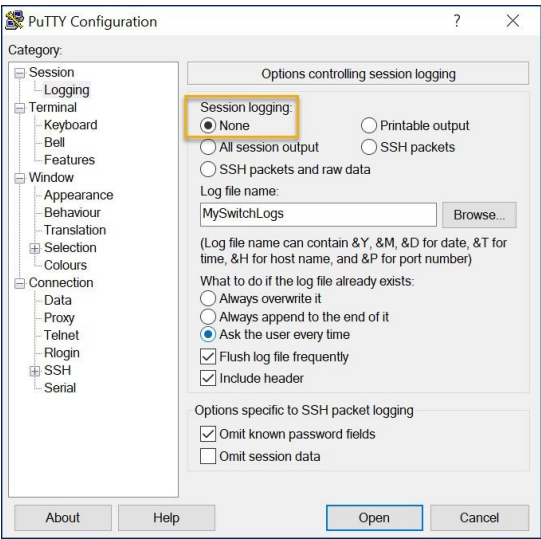 PuTTY Configuration
?
Category:
Session
Logging
Terminal
Keyboard
Bell
Features
Window
Appearance
Behaviour
Translation
Selection
Colours
Connection
Data
Proxy
Telnet
Rlogin
SSH
Serial
Options controlling session logging
Session logging:
None
Printable output
All session output
SSH packets
SSH packets and raw data
Log file name:
MySwitchLogs
Browse...
(Log file name can contain &Y, &M, &D for date, &T for
time, &H for host name, and &P for port number)
What to do if the log file already exists:
Always overwrite it
Always append to the end of it
Ask the user every time
Flush log file frequently
Include header
Options specific to SSH packet logging
Omit known password fields
Omit session data
About
Help
Open
Cancel